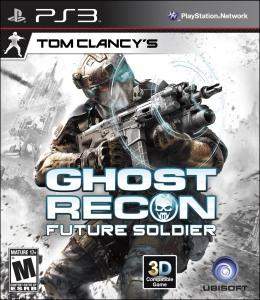 PS3
PlayStation®Network
TOM CLANCY'S
GHOST
RECON
FUTURE SOLDIER
MATURE 17+
M
ESRB
3D
Compatible
Game
UBISOFT